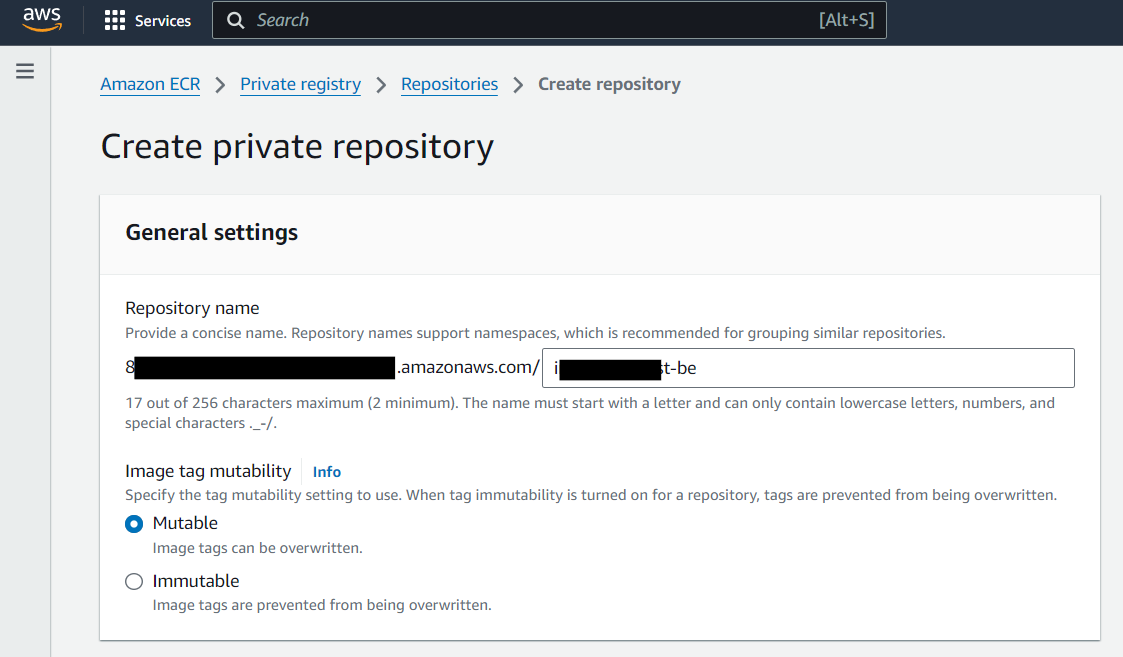 aws
Services
Search
[Alt+S]
Amazon ECR > Private registry > Repositories > Create repository
Create private repository
General settings
Repository name
Provide a concise name. Repository names support namespaces, which is recommended for grouping similar repositories.
8 .amazonaws.com/ i t-be
17 out of 256 characters maximum (2 minimum). The name must start with a letter and can only contain lowercase letters, numbers, and
special characters ._-/.
Image tag mutability Info
Specify the tag mutability setting to use. When tag immutability is turned on for a repository, tags are prevented from being overwritten.
Mutable
Image tags can be overwritten.
Immutable
Image tags are prevented from being overwritten.